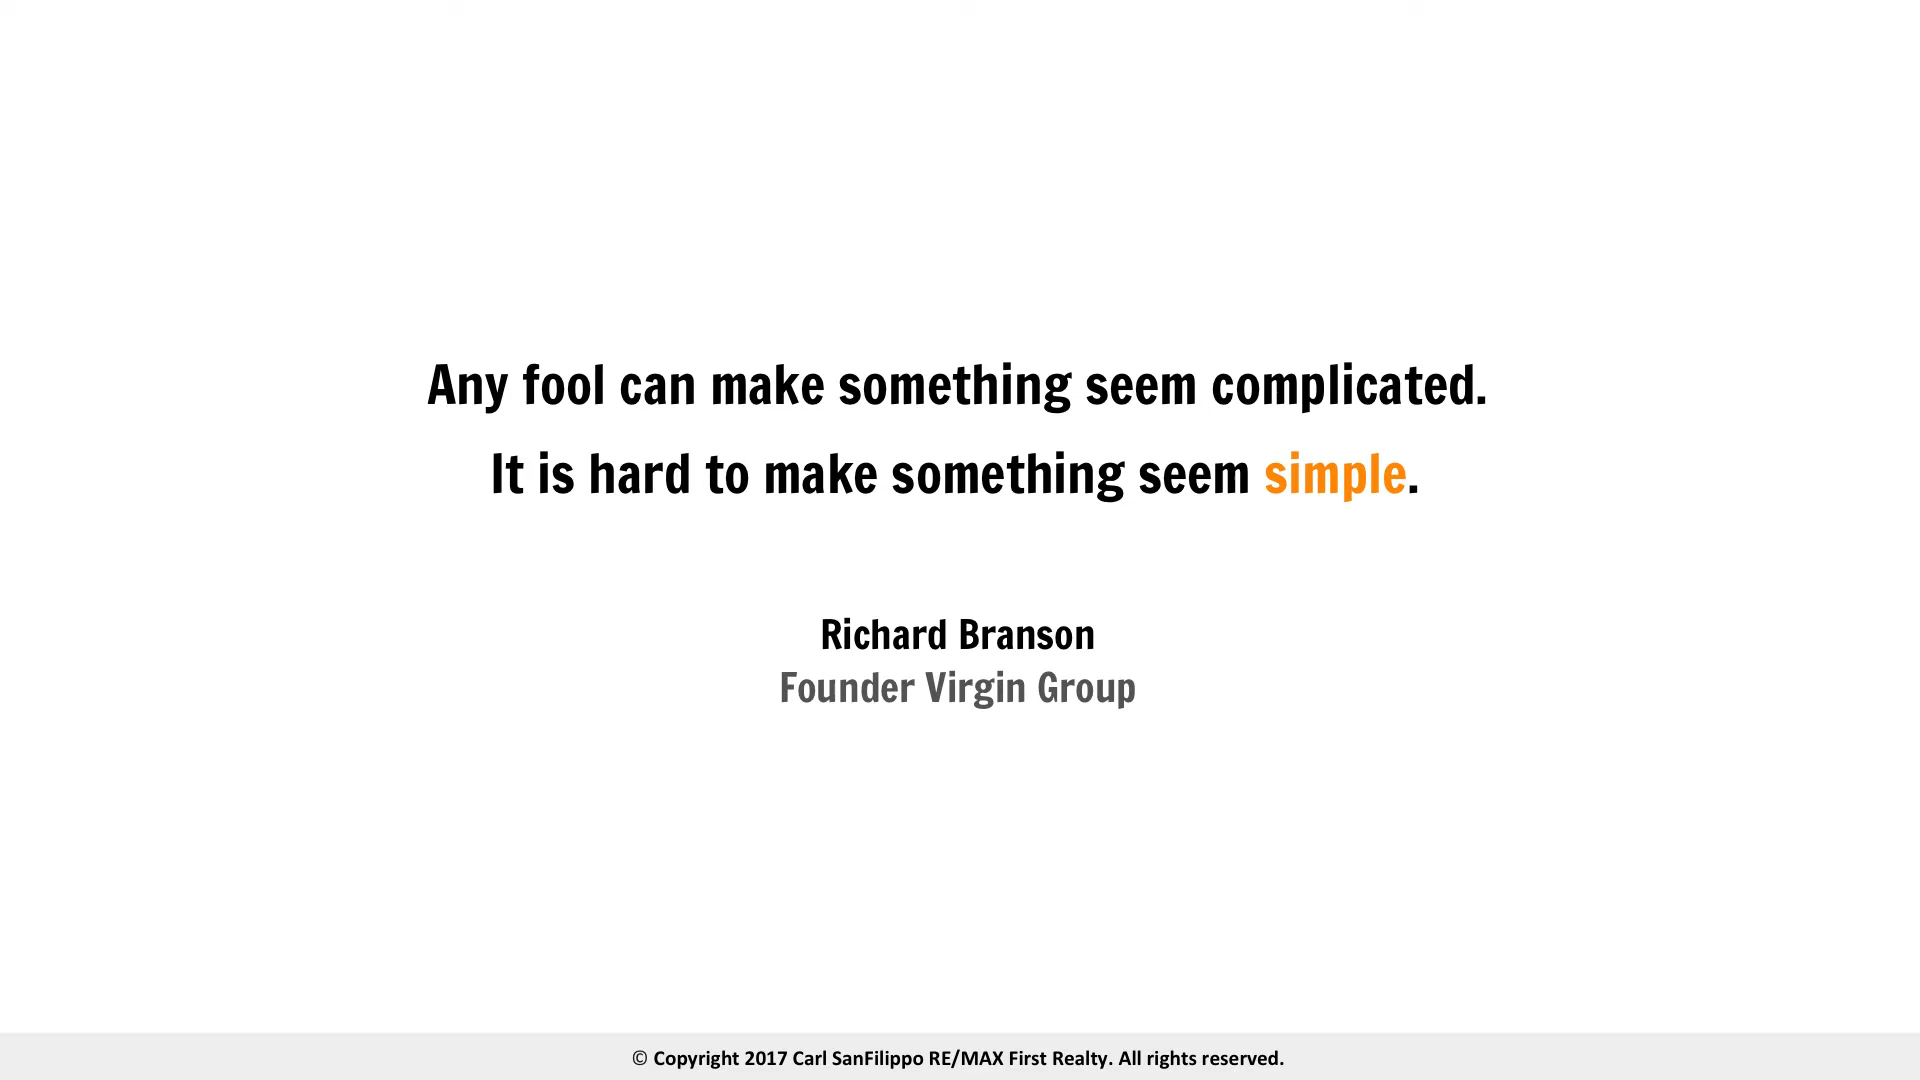 Any fool can make something seem complicated.
It is hard to make something seem simple.
Richard Branson
Founder Virgin Group
© Copyright 2017 Carl SanFilippo RE/MAX First Realty. All rights reserved.